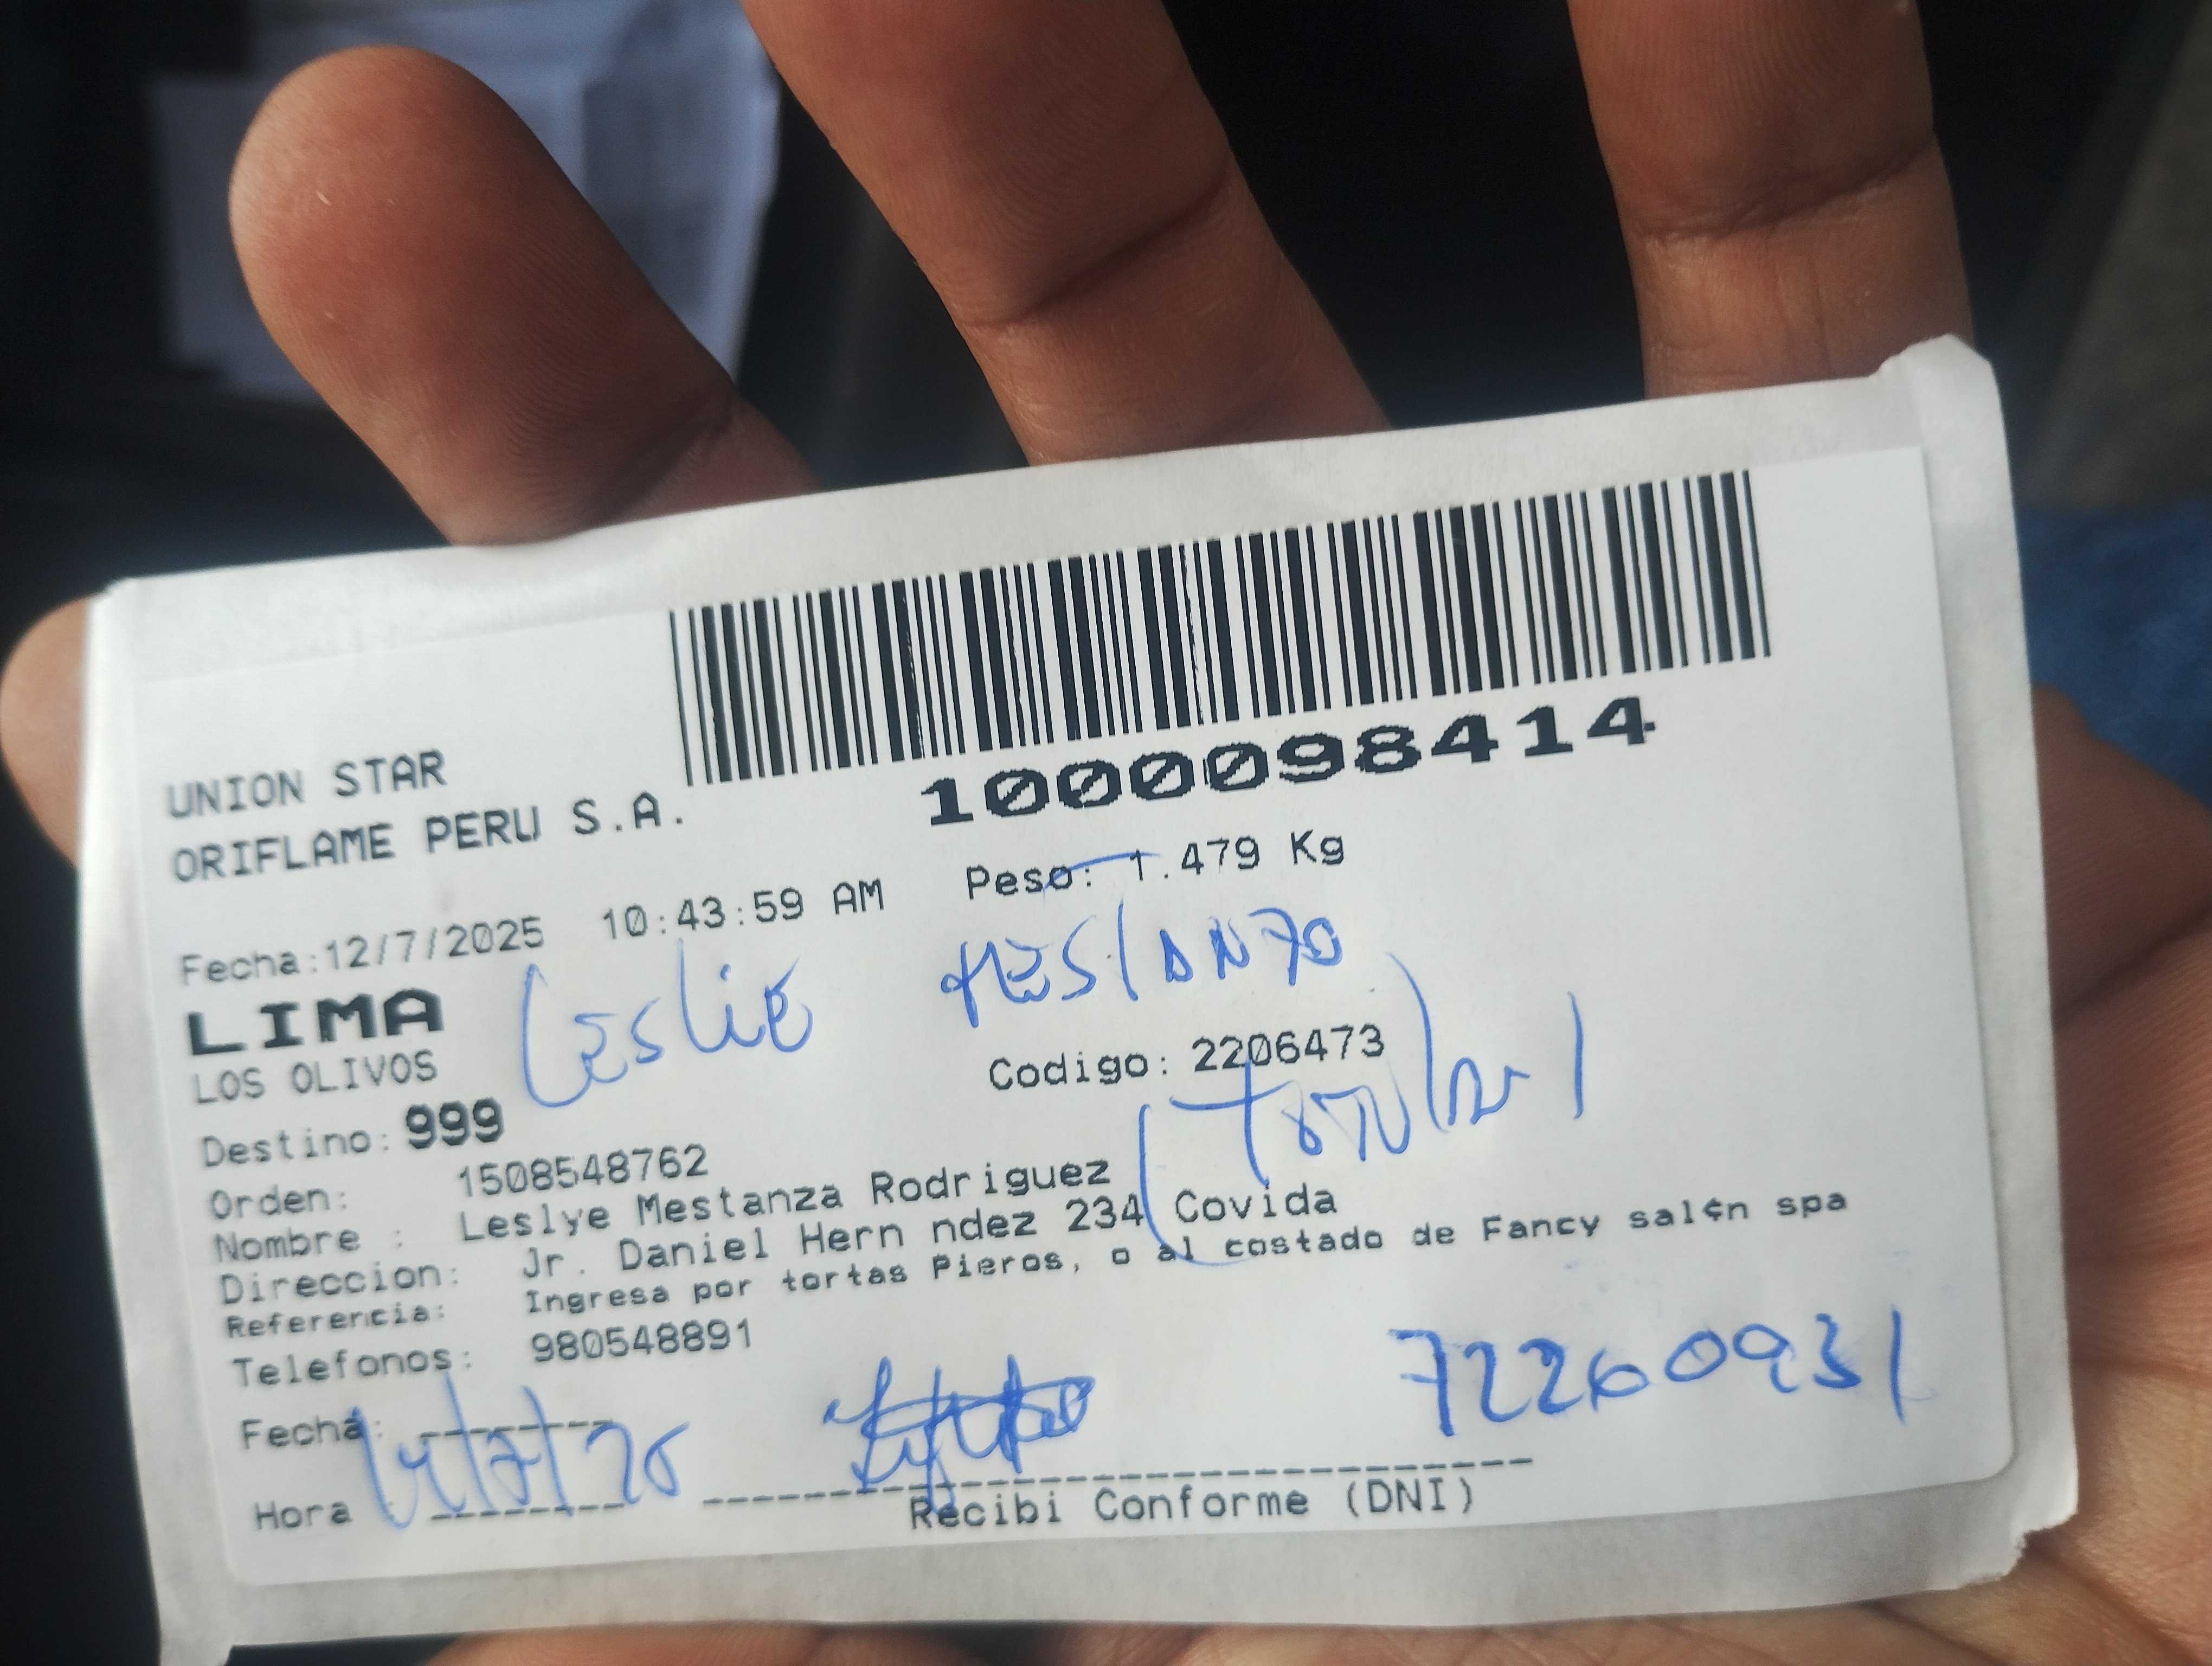 1000098414
UNION STAR
ORIFLAME PERU S.A.
Fecha:12/7/2025 10:43:59 AM Peso: 1.479 Kg
LIMA Leslie
LOS OLIVOS
Codigo: 2206473
Destino: 999
Orden: 1508548762
Nombre : Leslye Mestanza Rodriguez
Direccion: Jr. Daniel Hern ndez 234 Covida
Referencia: Ingresa por tortas Pieros, o al costado de Fancy sal¢n spa
Telefonos: 980548891
72260931
Fecha:
Hora
Recibi Conforme (DNI)